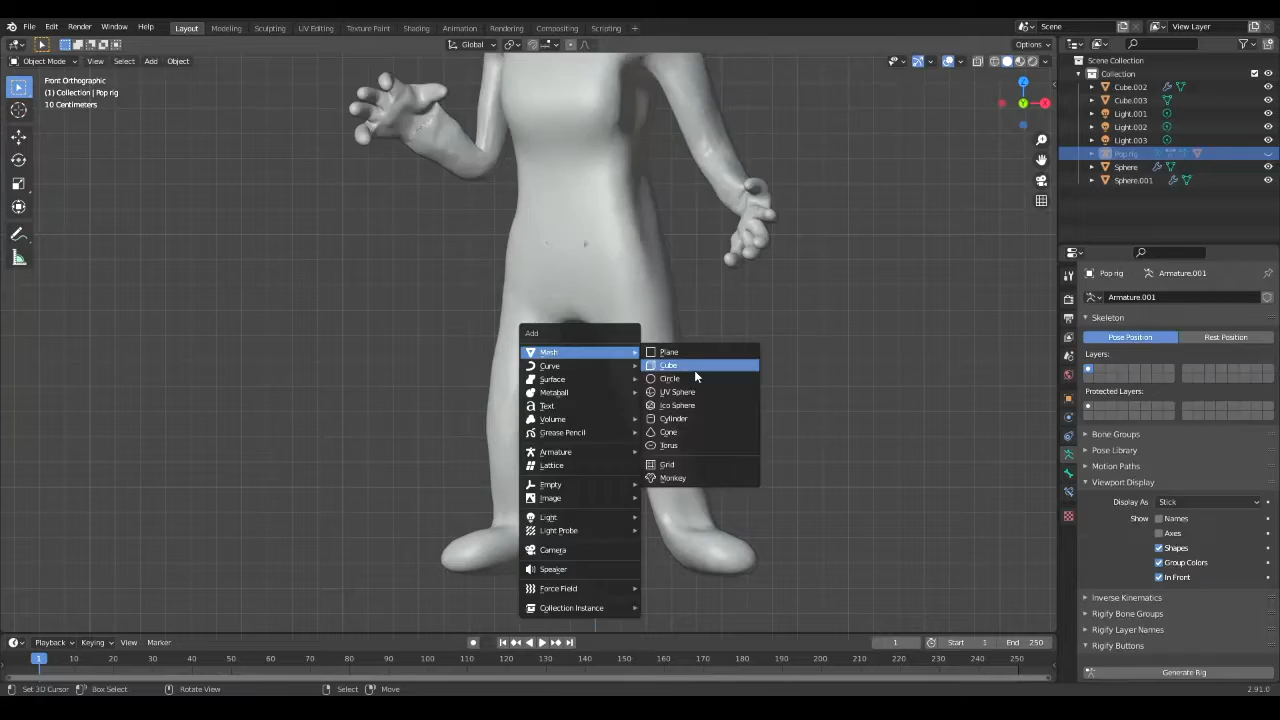 File Edit Render Window Help Layout Modeling Sculpting UV Editing Texture Paint Shading Animation Rendering Compositing Scripting + Scene View Layer
Global Options
Object Mode View Select Add Object
Front Orthographic
(1) Collection | Pop rig
10 Centimeters
Z
X
Y
Scene Collection
Collection
Cube.002
Cube.003
Light.001
Light.002
Light.003
Pop rig
Sphere
Sphere.001
Add
Mesh
Curve
Surface
Metaball
Text
Volume
Grease Pencil
Armature
Lattice
Empty
Image
Light
Light Probe
Camera
Speaker
Force Field
Collection Instance
Plane
Cube
Circle
UV Sphere
Ico Sphere
Cylinder
Cone
Torus
Grid
Monkey
Pop rig Armature.001
Armature.001
Skeleton
Pose Position Rest Position
Layers:
Protected Layers:
Bone Groups
Pose Library
Motion Paths
Viewport Display
Display As Stick
Show Names
Axes
Shapes
Group Colors
In Front
Inverse Kinematics
Rigify Bone Groups
Rigify Layer Names
Rigify Buttons
Generate Rig
Playback Keying View Marker 1 Start 1 End 250
1 10 20 30 40 50 60 70 80 90 100 110 120 130 140 150 160 170 180 190 200 210 220 230 240 250
Set 3D Cursor Box Select Rotate View Select Move 2.91.0